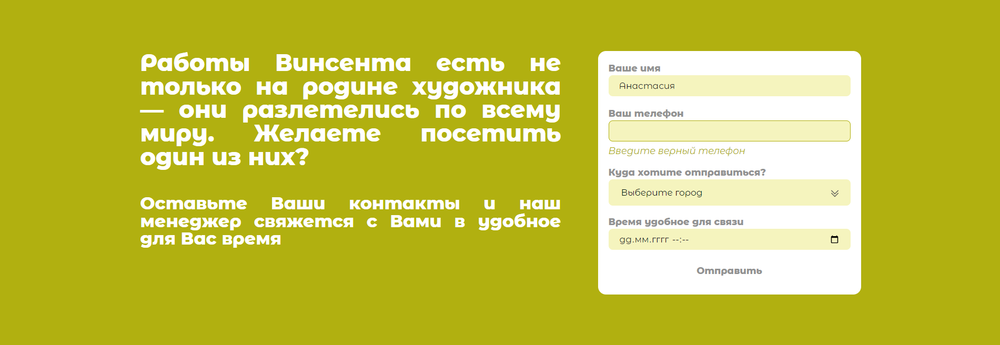 Работы Винсента есть не
только на родине художника
— они разлетелись по всему
миру. Желаете посетить
один из них?
Оставьте Ваши контакты и наш
менеджер свяжется с Вами в удобное
для Вас время
Ваше имя
Анастасия
Ваш телефон
Введите верный телефон
Куда хотите отправиться?
Выберите город
Время удобное для связи
дд.мм.гггг --:--
Отправить